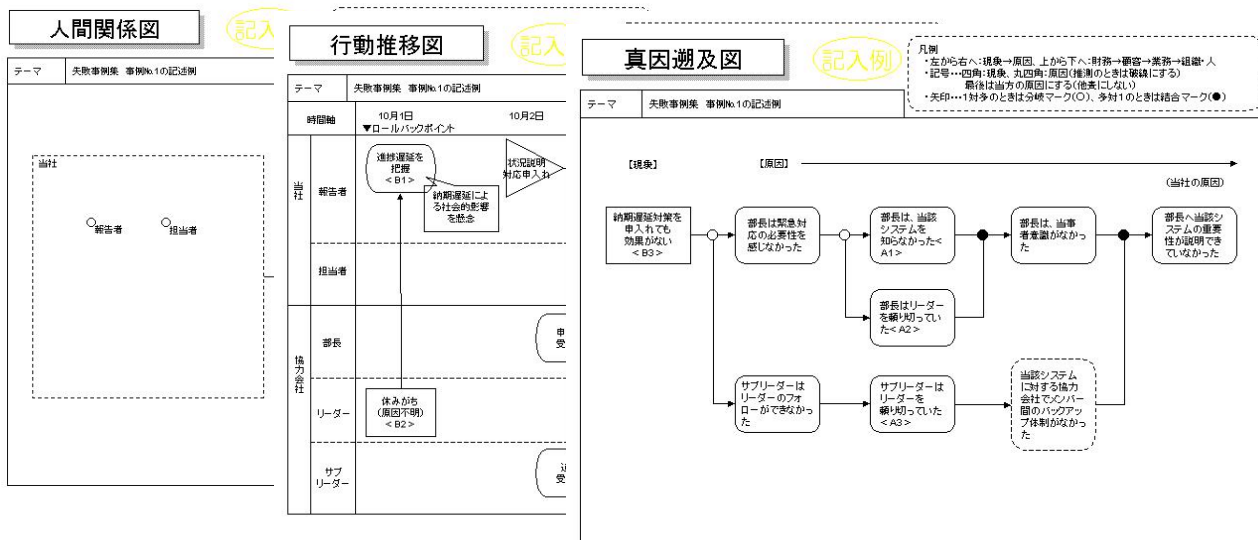 人間関係図
記入
テーマ
失敗事例集 事例No.1の記述例
当社
報告者
担当者
行動推移図
記入
テーマ
失敗事例集 事例No.1の記述例
時間軸
10月1日
10月2日
▼ロールバックポイント
当社
報告者
進捗遅延を
把握
<B1>
状況説明
対応申入れ
納期遅延によ
る社会的影響
を懸念
担当者
協力会社
部長
申
受
リーダー
休みがち
(原因不明)
<B2>
サブ
リーダー
受
真因遡及図
記入例
凡例
・左から右へ:現象→原因、上から下へ:財務→顧客→業務→組織・人
・記号…四角:現象、丸四角:原因(推測のときは破線にする)
最後は当方の原因にする(他責にしない)
・矢印…1対多のときは分岐マーク(○)、多対1のときは結合マーク(●)
テーマ
失敗事例集 事例No.1の記述例
【現象】
【原因】
(当社の原因)
納期遅延対策を
申入れても
効果がない
<B3>
部長は緊急対
応の必要性を
感じなかった
部長は、当該
システムを
知らなかった<
A1>
部長は、当事
者意識がなかっ
た
部長へ当該シ
ステムの重要
性が説明でき
ていなかった
部長はリーダー
を頼り切ってい
た<A2>
サブリーダーは
リーダーのフォ
ローができなかっ
た
サブリーダーは
リーダーを
頼り切っていた
<A3>
当該システム
に対する協力
会社でメンバー
間のバックアッ
プ体制がなかっ
た